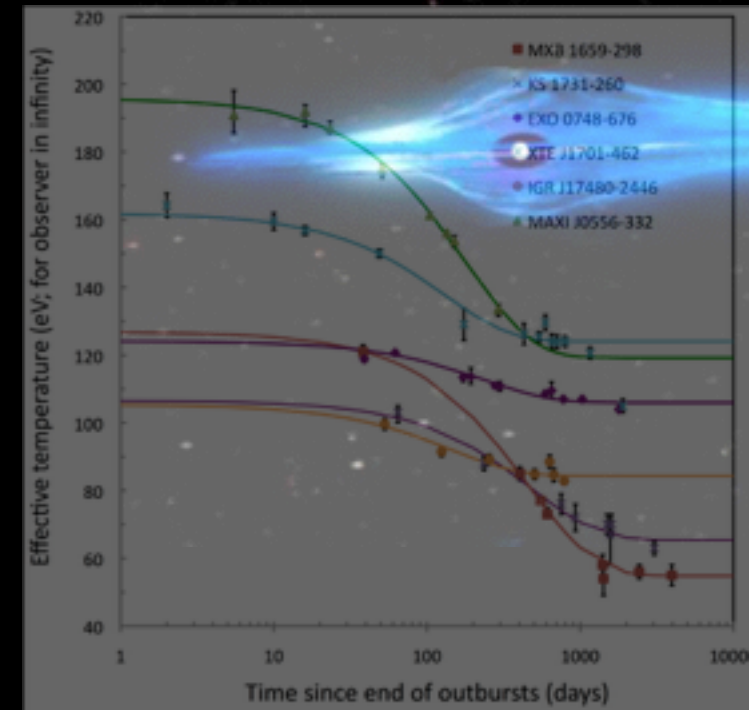 Effective temperature (eV; for observer in infinity)
220
200
180
160
140
120
100
80
60
40
MXB 1659-298
KS 1731-260
EXO 0748-676
XTE J1701-462
IGR J17480-2446
MAXI J0556-332
1 10 100 1000 10000
Time since end of outbursts (days)